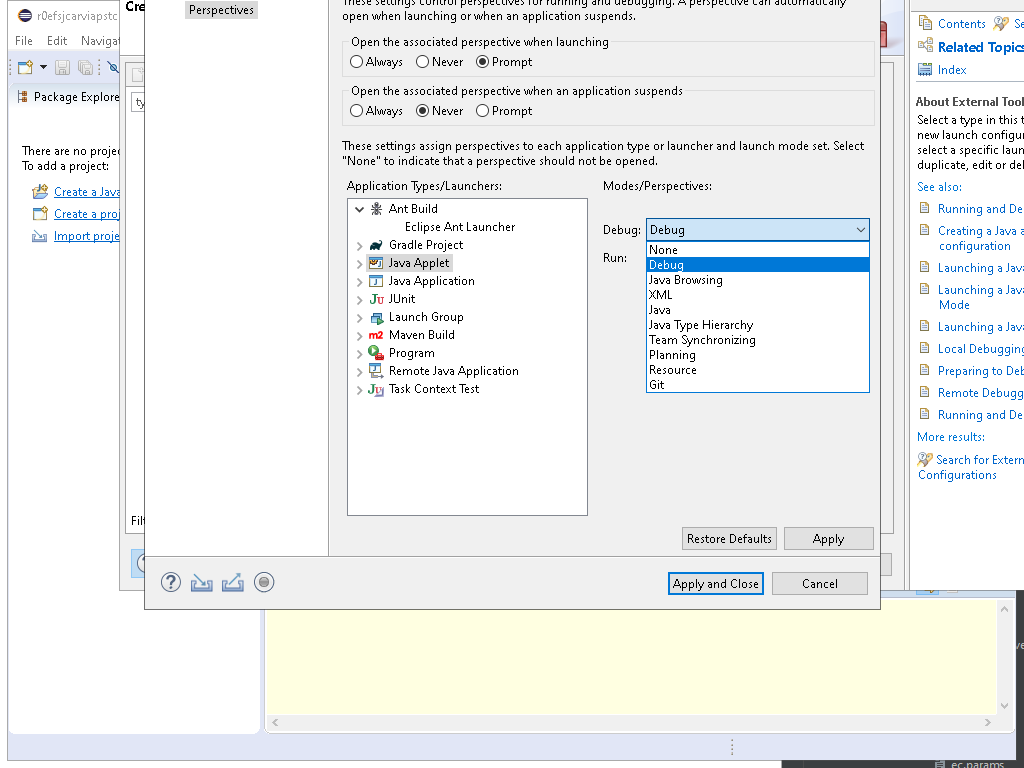 r0efsjcarviapstc
Cre
File Edit Navigat
Package Explore
There are no projec
To add a project:
Create a Java
Create a proj
Import proje
ty
Filt
Perspectives
These settings control perspectives for running and debugging. A perspective can automatically
open when launching or when an application suspends.
Open the associated perspective when launching
Always Never Prompt
Open the associated perspective when an application suspends
Always Never Prompt
These settings assign perspectives to each application type or launcher and launch mode set. Select
"None" to indicate that a perspective should not be opened.
Application Types/Launchers:
Ant Build
Eclipse Ant Launcher
Gradle Project
Java Applet
Java Application
JUnit
Launch Group
Maven Build
Program
Remote Java Application
Task Context Test
Modes/Perspectives:
Debug: Debug
Run:
None
Debug
Java Browsing
XML
Java
Java Type Hierarchy
Team Synchronizing
Planning
Resource
Git
Restore Defaults Apply
Apply and Close Cancel
Contents Se
Related Topics
Index
About External Tool
Select a type in this t
new launch configur
select a specific laun
duplicate, edit or del
See also:
Running and De
Creating a Java a
configuration
Launching a Java
Launching a Java
Mode
Launching a Java
Local Debugging
Preparing to Deb
Remote Debugg
Running and De
More results:
Search for Extern
Configurations
ec.params